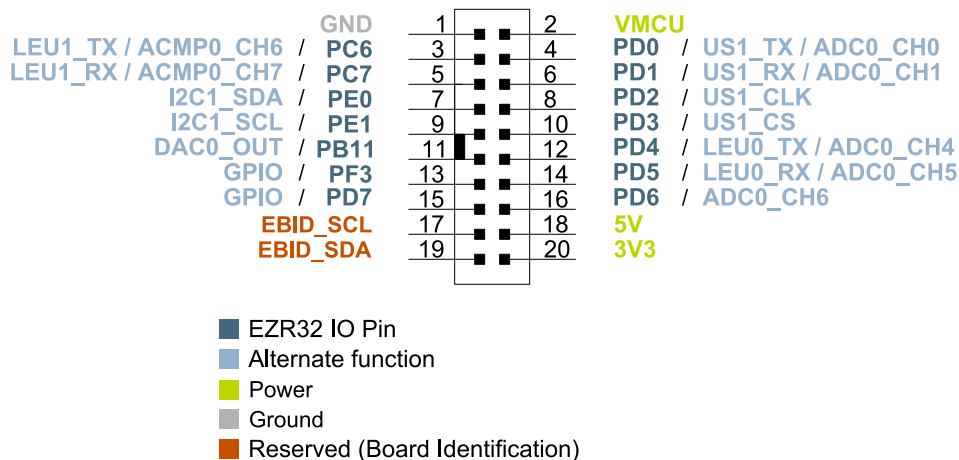 GND 1 2 VMCU
LEU1_TX / ACMP0_CH6 / PC6 3 4 PD0 / US1_TX / ADC0_CH0
LEU1_RX / ACMP0_CH7 / PC7 5 6 PD1 / US1_RX / ADC0_CH1
I2C1_SDA / PE0 7 8 PD2 / US1_CLK
I2C1_SCL / PE1 9 10 PD3 / US1_CS
DAC0_OUT / PB11 11 12 PD4 / LEU0_TX / ADC0_CH4
GPIO / PF3 13 14 PD5 / LEU0_RX / ADC0_CH5
GPIO / PD7 15 16 PD6 / ADC0_CH6
EBID_SCL 17 18 5V
EBID_SDA 19 20 3V3
EZR32 IO Pin
Alternate function
Power
Ground
Reserved (Board Identification)